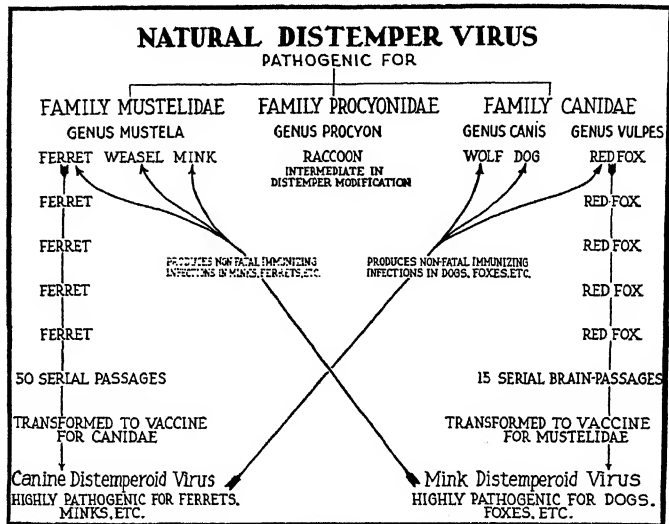 NATURAL DISTEMPER VIRUS
PATHOGENIC FOR
FAMILY MUSTELIDAE FAMILY PROCYONIDAE FAMILY CANIDAE
GENUS MUSTELA GENUS PROCYON GENUS CANIS GENUS VULPES
FERRET WEASEL MINK RACCOON WOLF DOG RED FOX
INTERMEDIATE IN
DISTEMPER MODIFICATION
FERRET RED FOX
FERRET RED FOX
PRODUCES NON-FATAL IMMUNIZING
INFECTIONS IN MINKS, FERRETS, ETC.
PRODUCES NON-FATAL IMMUNIZING
INFECTIONS IN DOGS, FOXES, ETC.
FERRET RED FOX
FERRET RED FOX
50 SERIAL PASSAGES 15 SERIAL BRAIN-PASSAGES
TRANSFORMED TO VACCINE
FOR CANIDAE
TRANSFORMED TO VACCINE
FOR MUSTELIDAE
Canine Distemperoid Virus
HIGHLY PATHOGENIC FOR FERRETS,
MINKS, ETC.
Mink Distemperoid Virus
HIGHLY PATHOGENIC FOR DOGS,
FOXES, ETC.